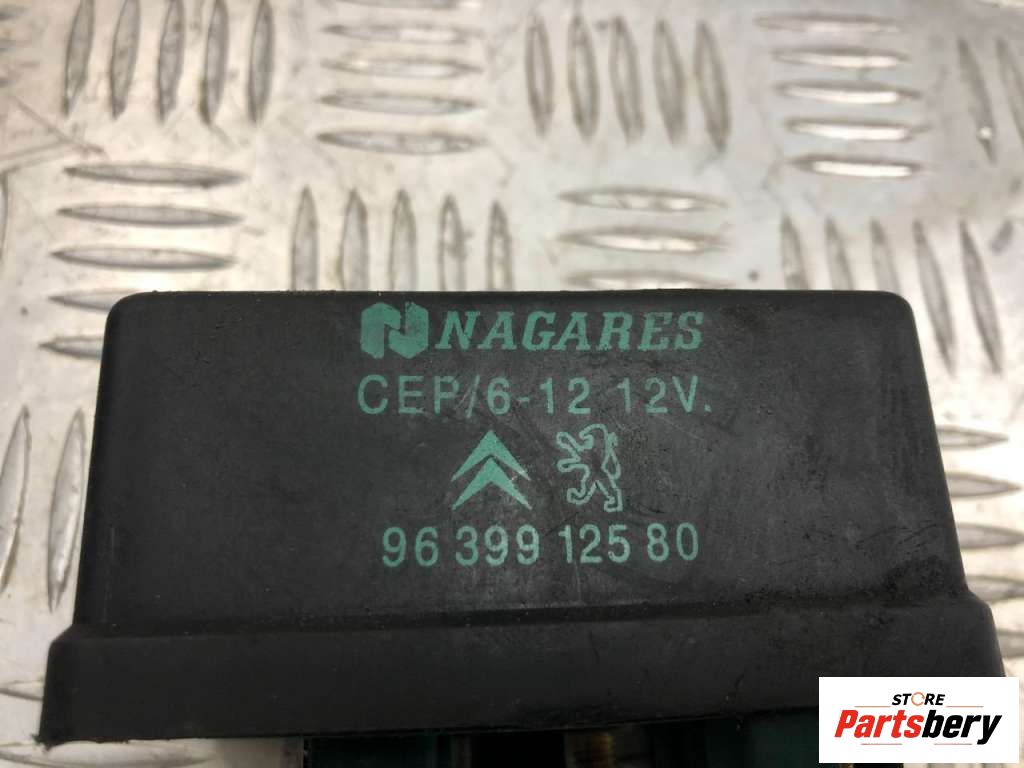 NAGARES
CEP/6-12 12V.
96 399 125 80
STORE
Partsbery